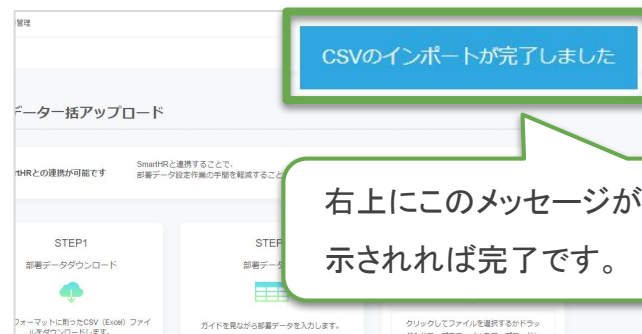 管理
CSVのインポートが完了しました
データ一括アップロード
SmartHRと連携することで、
tHRとの連携が可能です
部署データ設定作業の手間を軽減すること
右上にこのメッセージが
示されれば完了です。
STEP1
STEP
部署データダウンロード
部署データ
フォーマットに則ったCSV（Excel）ファイ
ルをダウンロードします。
ガイドを見ながら部署データを入力します。
クリックしてファイルを選択するかドラッ